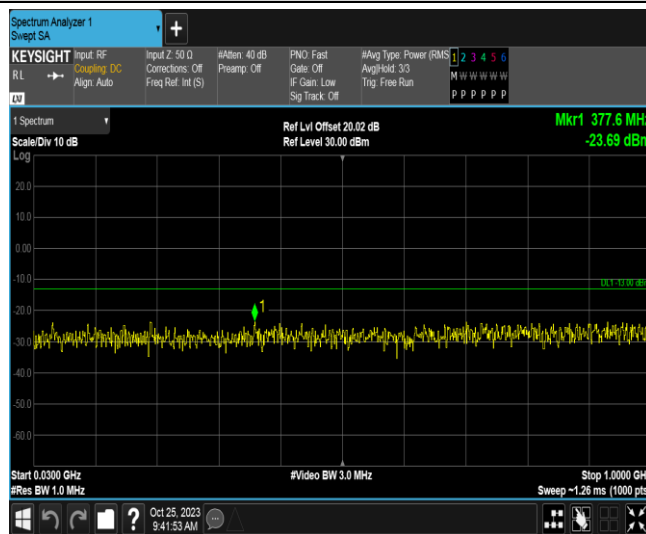 Spectrum Analyzer 1
Swept SA
+
KEYSIGHT Input: RF Input Z: 50 Ω #Atten: 40 dB PNO: Fast #Avg Type: Power (RMS 1 2 3 4 5 6
RL Coupling: DC Corrections: Off Preamp: Off Gate: Off Avg|Hold: 3/3 M W W W W W
Align: Auto Freq Ref: Int (S) IF Gain: Low Trig: Free Run
Sig Track: Off P P P P P P
LXI
1 Spectrum Ref Lvl Offset 20.02 dB Mkr1 377.6 MHz
Scale/Div 10 dB Ref Level 30.00 dBm -23.69 dBm
Log
20.0
10.0
0.00
-10.0
DL1 -13.00 dBm
-20.0
1
-30.0
-40.0
-50.0
-60.0
Start 0.0300 GHz #Video BW 3.0 MHz Stop 1.0000 GH
#Res BW 1.0 MHz Sweep ~1.26 ms (1000 pts
? Oct 25, 2023
9:41:53 AM